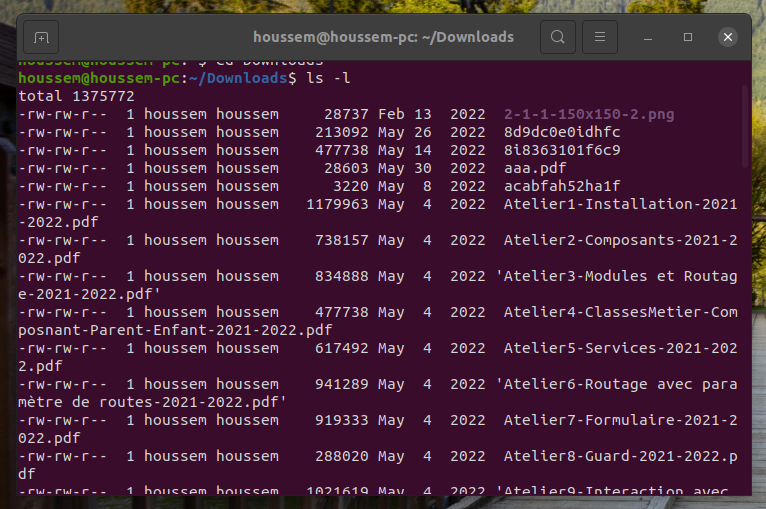 houssem@houssem-pc: ~/Downloads
houssem@houssem-pc:~$ cd Downloads
houssem@houssem-pc:~/Downloads$ ls -l
total 1375772
-rw-rw-r-- 1 houssem houssem 28737 Feb 13 2022 2-1-1-150x150-2.png
-rw-rw-r-- 1 houssem houssem 213092 May 26 2022 8d9dc0e0idhfc
-rw-rw-r-- 1 houssem houssem 477738 May 14 2022 8i8363101f6c9
-rw-rw-r-- 1 houssem houssem 28603 May 30 2022 aaa.pdf
-rw-rw-r-- 1 houssem houssem 3220 May 8 2022 acabfah52ha1f
-rw-rw-r-- 1 houssem houssem 1179963 May 4 2022 Atelier1-Installation-2021
-2022.pdf
-rw-rw-r-- 1 houssem houssem 738157 May 4 2022 Atelier2-Composants-2021-2
022.pdf
-rw-rw-r-- 1 houssem houssem 834888 May 4 2022 'Atelier3-Modules et Routag
e-2021-2022.pdf'
-rw-rw-r-- 1 houssem houssem 477738 May 4 2022 Atelier4-ClassesMetier-Com
posnant-Parent-Enfant-2021-2022.pdf
-rw-rw-r-- 1 houssem houssem 617492 May 4 2022 Atelier5-Services-2021-202
2.pdf
-rw-rw-r-- 1 houssem houssem 941289 May 4 2022 'Atelier6-Routage avec para
mètre de routes-2021-2022.pdf'
-rw-rw-r-- 1 houssem houssem 919333 May 4 2022 Atelier7-Formulaire-2021-2
022.pdf
-rw-rw-r-- 1 houssem houssem 288020 May 4 2022 Atelier8-Guard-2021-2022.p
df
-rw-rw-r-- 1 houssem houssem 1021619 May 4 2022 'Atelier9-Interaction avec